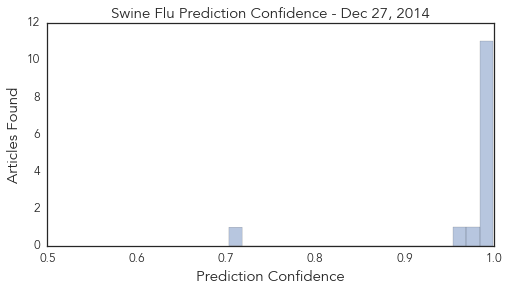 Swine Flu Prediction Confidence - Dec 27, 2014
12
10
8
6
4
2
0
Articles Found
0.5 0.6 0.7 0.8 0.9 1.0
Prediction Confidence